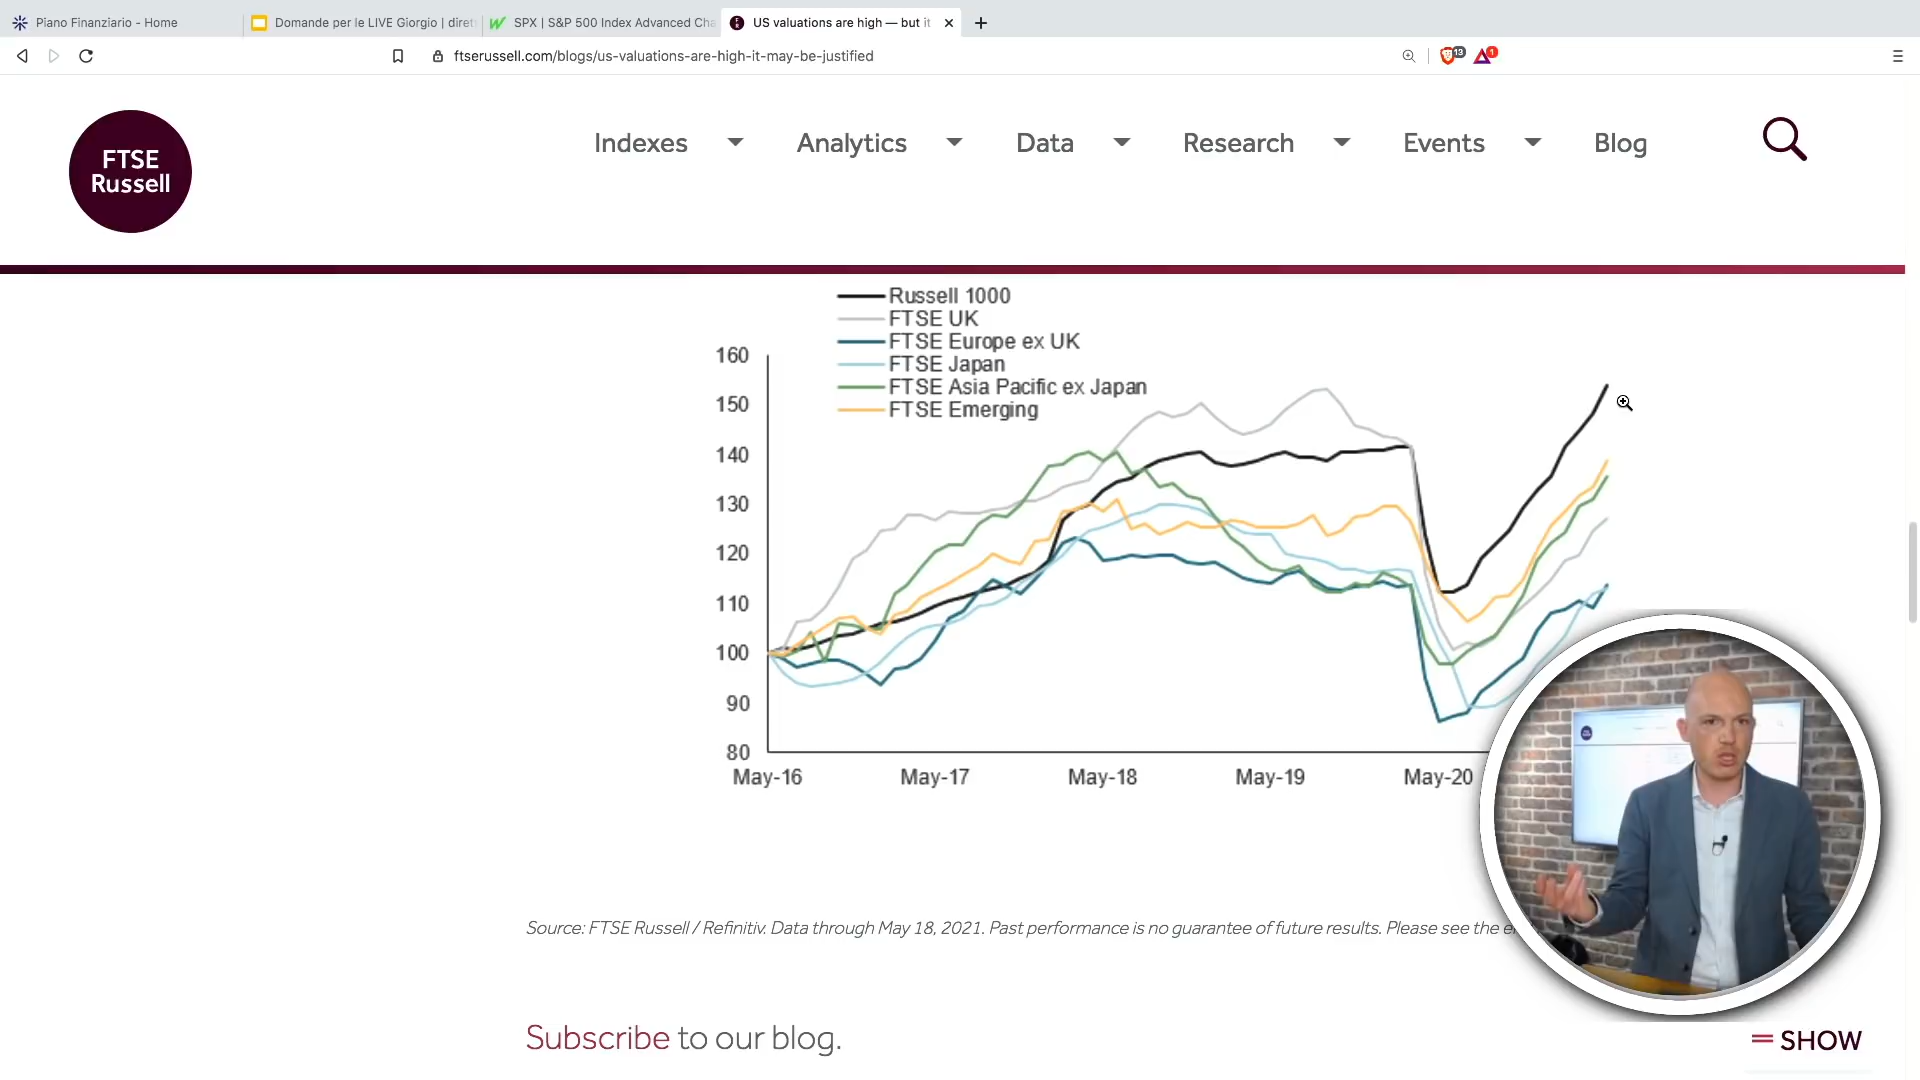 Piano Finanziario - Home
Domande per le LIVE Giorgio | diret
SPX | S&P 500 Index Advanced Cha
US valuations are high — but it
ftserussell.com/blogs/us-valuations-are-high-it-may-be-justified
13
1
FTSE
Russell
Indexes
Analytics
Data
Research
Events
Blog
Russell 1000
FTSE UK
FTSE Europe ex UK
FTSE Japan
FTSE Asia Pacific ex Japan
FTSE Emerging
160
150
140
130
120
110
100
90
80
May-16
May-17
May-18
May-19
May-20
Source: FTSE Russell / Refinitiv. Data through May 18, 2021. Past performance is no guarantee of future results. Please see the
Subscribe to our blog.
SHOW